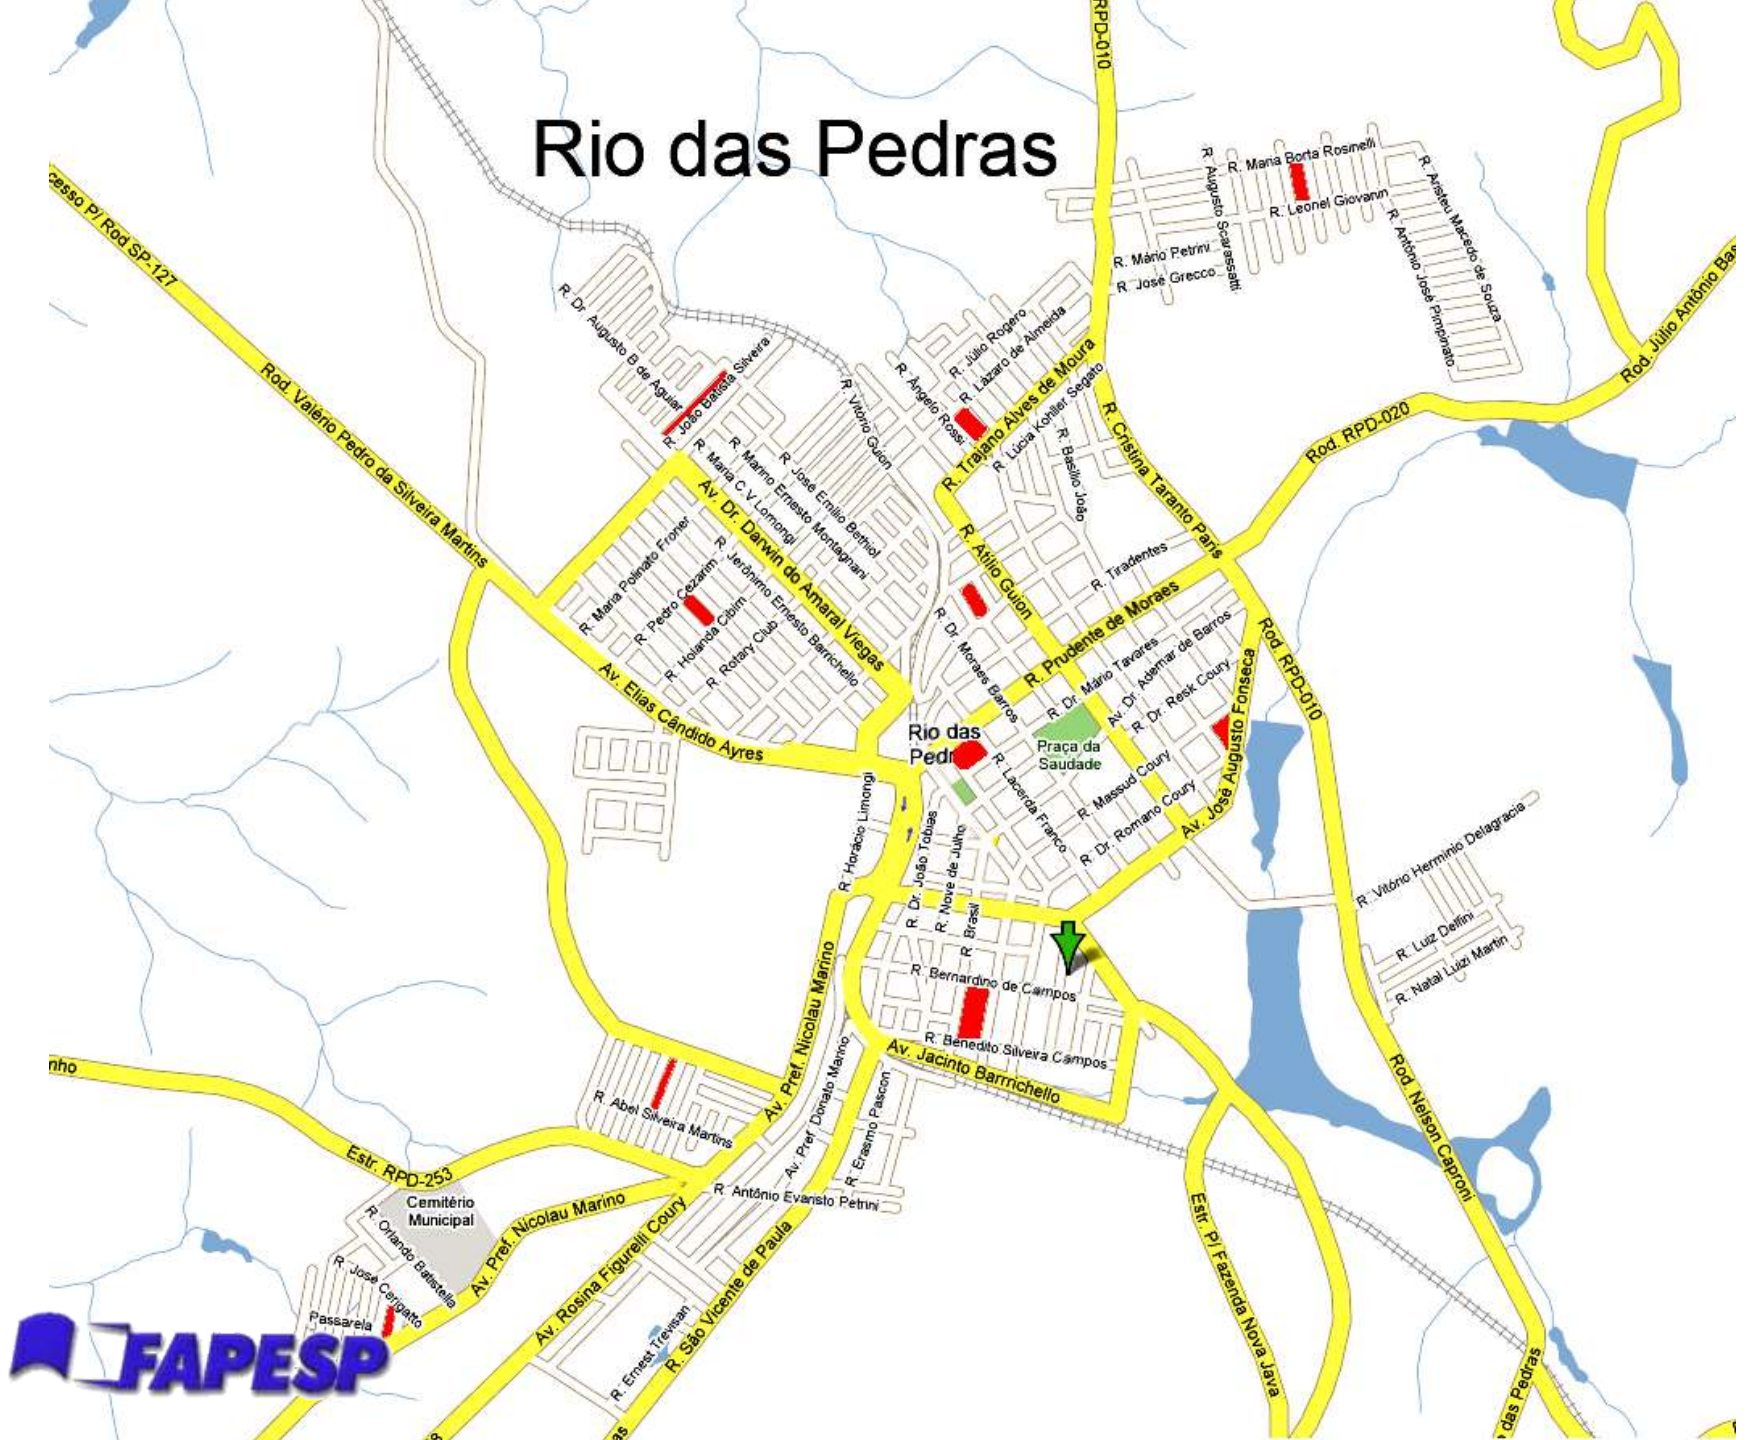 RPD-010
Rio das Pedras
R. Maria Borta Rosinelli
R. Augusto Scarassatti
R. Leonel Giovanin
R. Aristeu Macedo de Souza
R. Antônio José Pimpinato
R. Mário Petrini
R. José Grecco
cesso P/ Rod SP-127
Rod. Júlio Antônio Bas
R. Dr. Augusto B de Aguiar
R. João Batista Silveira
R. Júlio Rogero
R. Lázaro de Almeida
R. Ângelo Rossi
R. Trajano Alves de Moura
R. Lúcia Kohller Segato
R. Vitório Guion
R. Cristina Taranto Paris
R. Basílio João
Rod. RPD-020
Rod. Valério Pedro da Silveira Martins
R. Maria C V Lomongi
R. Marino Ernesto Montagnani
R. José Emílio Bethiol
Av. Dr. Darwin do Amaral Viegas
R. Maria Polinato Froner
R. Pedro Cezarim
R. Jerônimo Ernesto Barrichello
R. Holanda Cibim
R. Rotary Club
R. Atílio Guion
R. Tiradentes
R. Prudente de Moraes
R. Dr. Moraes Barros
R. Dr. Mário Tavares
Av. Dr. Ademar de Barros
R. Dr. Resk Coury
Rod. RPD-010
Av. Elias Cândido Ayres
Rio das
Pedr
Praça da
Saudade
Av. José Augusto Fonseca
R. Lacerda Franco
R. Massud Coury
R. Dr. Romano Coury
R. Horácio Limongi
R. Dr. João Tobias
R. Nove de Julho
R. Brasil
R. Vitório Hermínio Delagracia
R. Luiz Delfini
R. Natal Luizi Martin
R. Bernardino de Campos
R. Benedito Silveira Campos
Av. Jacinto Barrrichello
Av. Pref. Nicolau Marino
Av. Pref Donato Marino
R. Erasmo Pascon
Rod. Nelson Caproni
nho
R. Abel Silveira Martins
Estr. RPD-253
Cemitério
Municipal
Av. Pref. Nicolau Marino
R. Antônio Evaristo Petrini
R. Orlando Batistella
R. José Cerigatto
Passarela
Av. Rosina Figurelli Coury
R. São Vicente de Paula
R. Ernest Trevisan
Estr. P/ Fazenda Nova Java
das Pedras
FAPESP